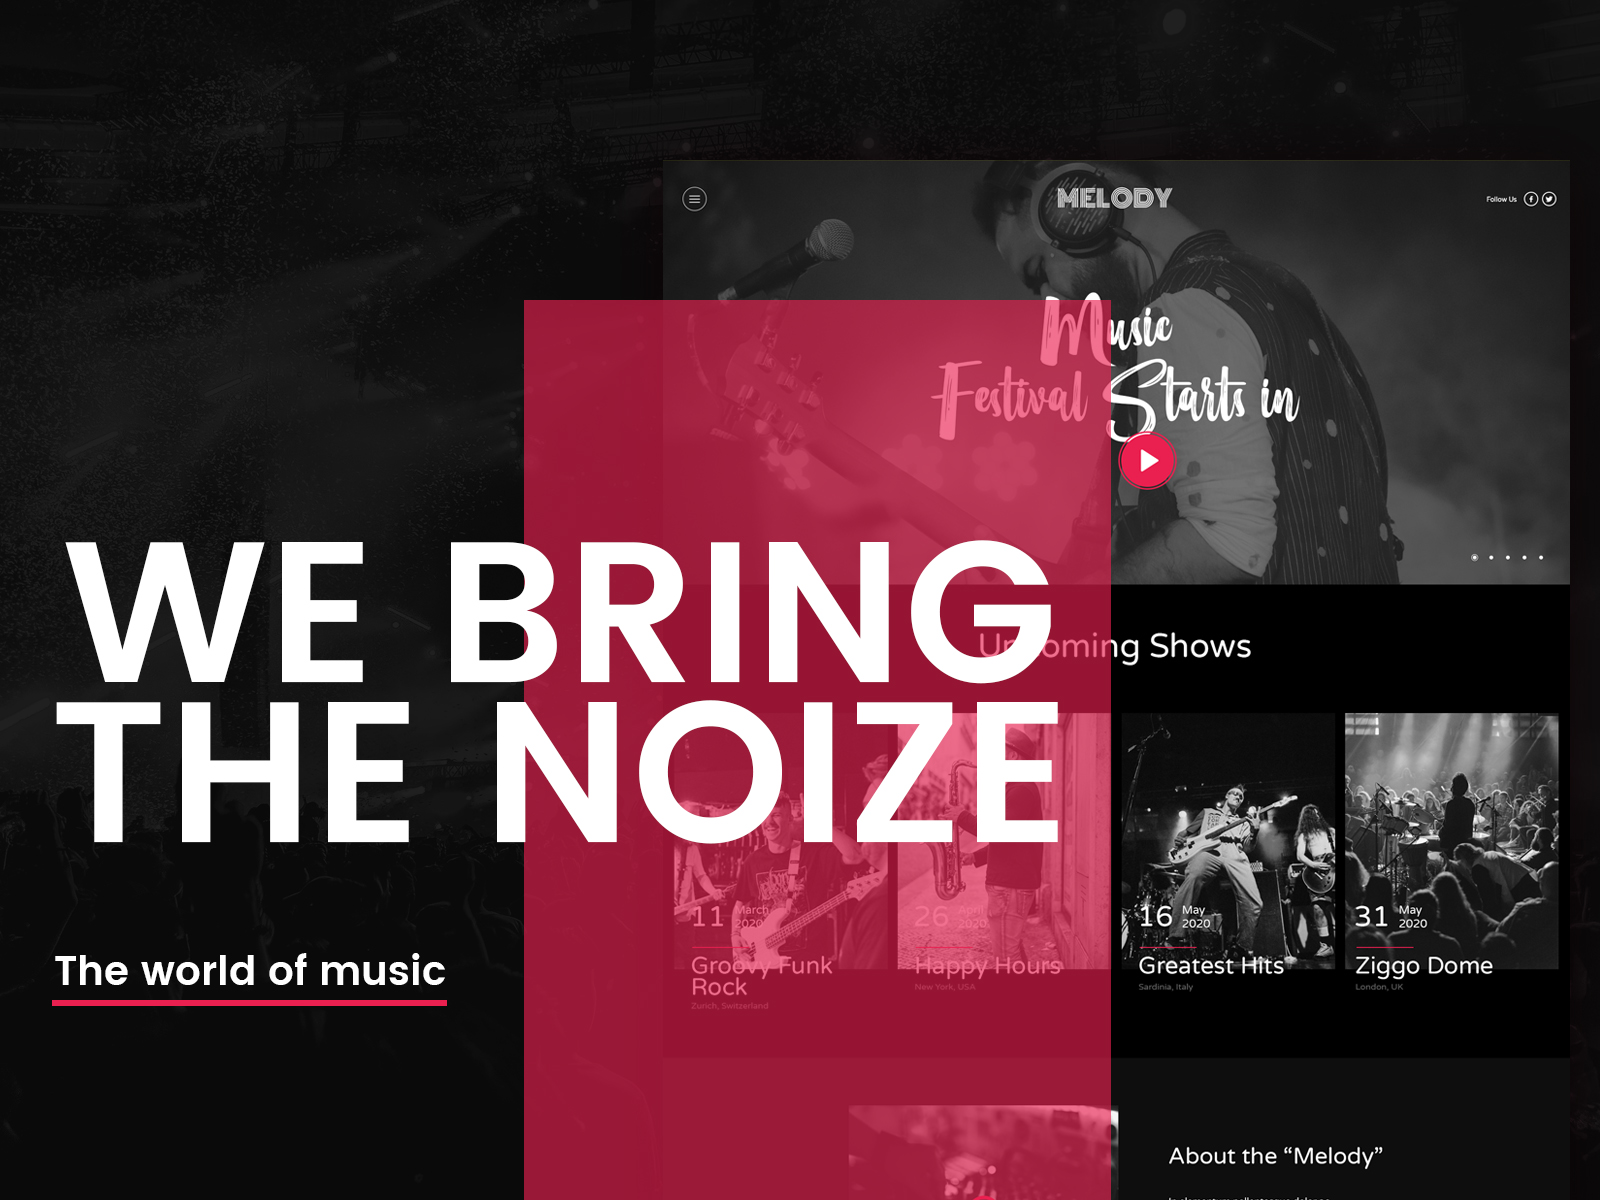 MELODY
Follow Us
Music
Festival Starts in
WE BRING
THE NOIZE
The world of music
Upcoming Shows
11 March 2020
Groovy Funk
Rock
Zurich, Switzerland
26 April 2020
Happy Hours
New York, USA
16 May 2020
Greatest Hits
Sardinia, Italy
31 May 2020
Ziggo Dome
London, UK
About the “Melody”